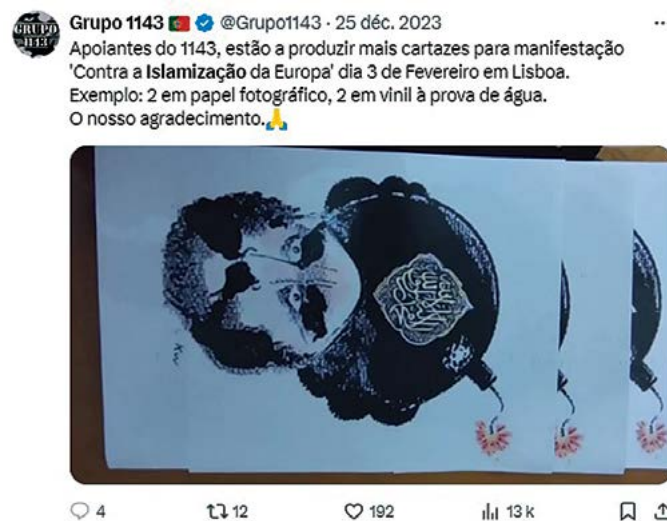 Grupo 1143 🇵🇹 @Grupo1143 · 25 déc. 2023
GRUPO
1143
Apoiantes do 1143, estão a produzir mais cartazes para manifestação
'Contra a Islamização da Europa' dia 3 de Fevereiro em Lisboa.
Exemplo: 2 em papel fotográfico, 2 em vinil à prova de água.
O nosso agradecimento.🙏
4 12 192 13 k